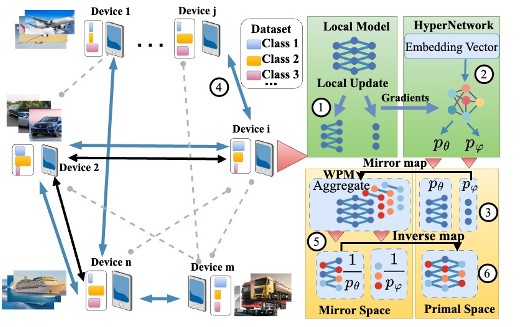 Device 1
Device j
Dataset
Class 1
Class 2
Class 3
...
4
Device 2
Device i
Device n
Device m
Local Model
Local Update
1
Gradients
HyperNetwork
Embedding Vector
2
pθ pφ
Mirror map
WPM
Aggregate
pθ pφ
3
5
Inverse map
1/pθ 1/pφ
6
Mirror Space
Primal Space